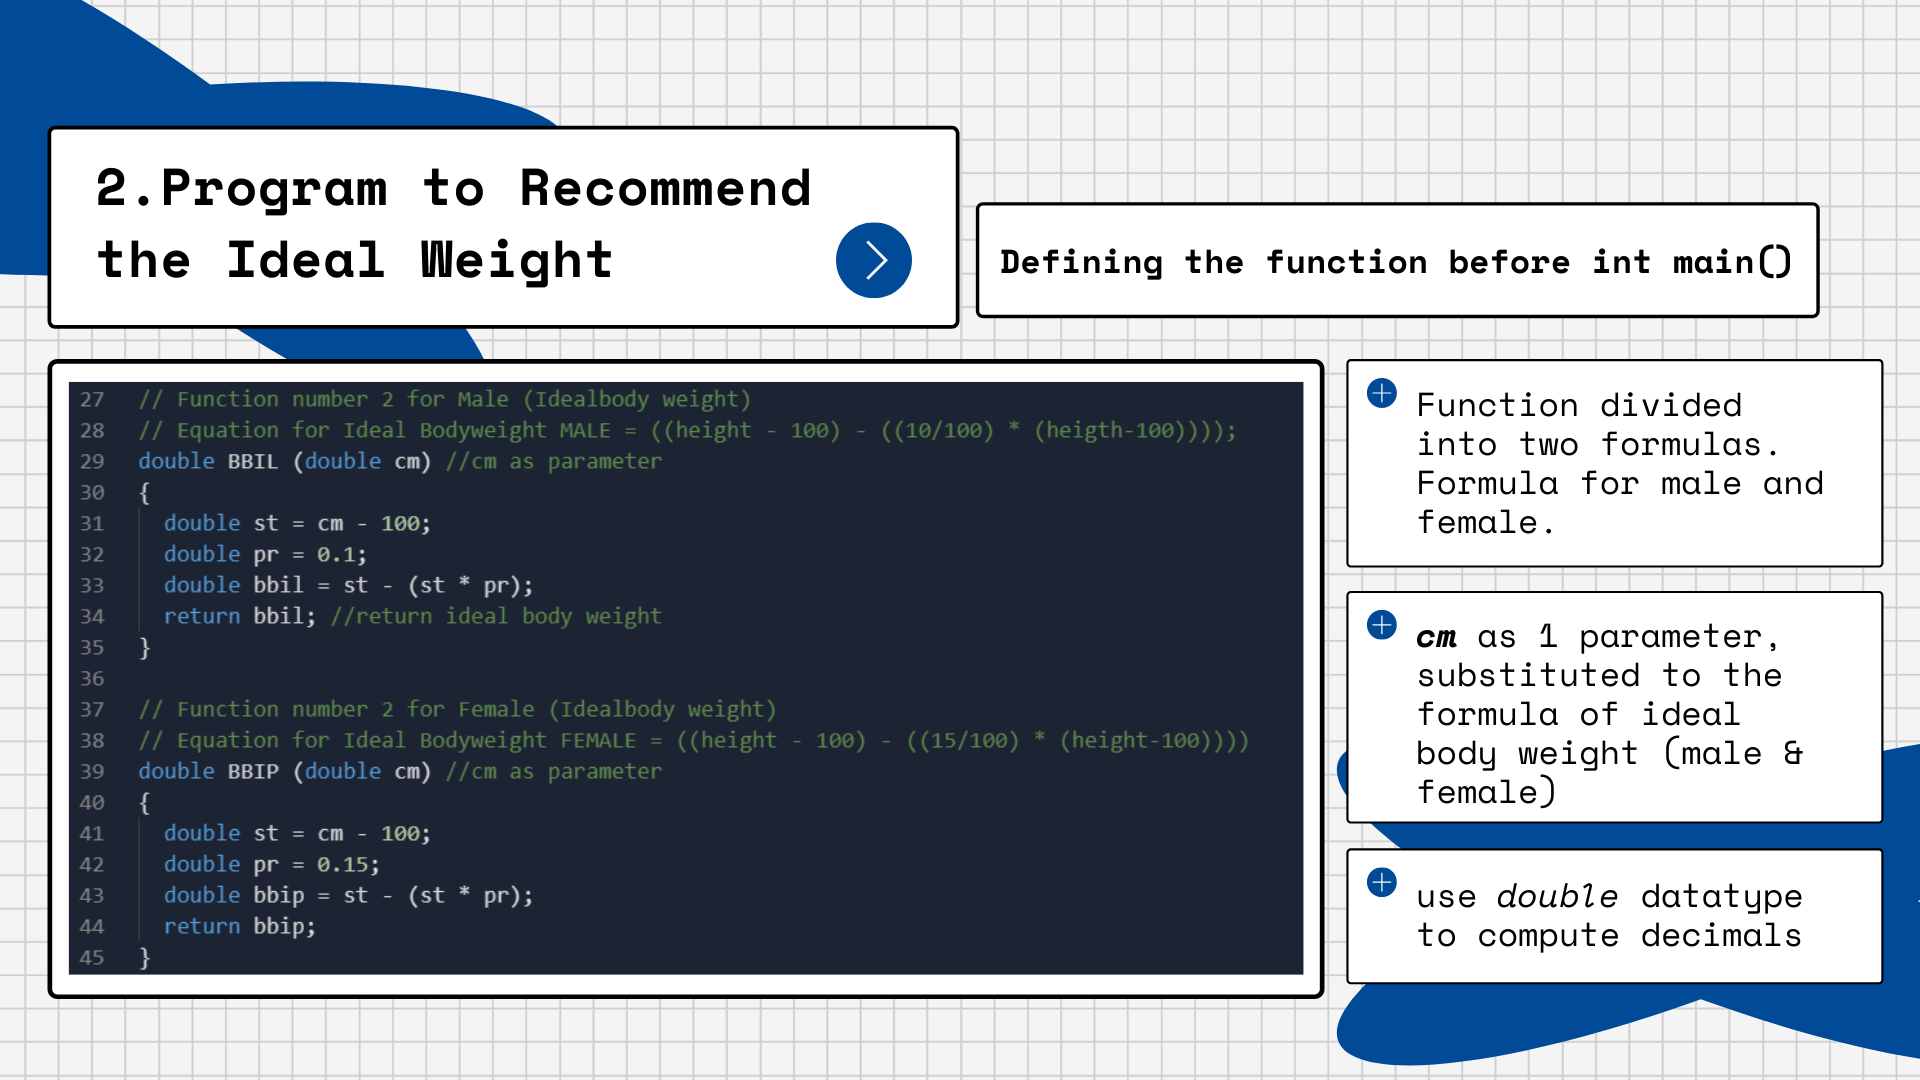 2.Program to Recommend
the Ideal Weight
Defining the function before int main()
27 // Function number 2 for Male (Idealbody weight)
28 // Equation for Ideal Bodyweight MALE = ((height - 100) - ((10/100) * (heigth-100))));
29 double BBIL (double cm) //cm as parameter
30 {
31 double st = cm - 100;
32 double pr = 0.1;
33 double bbil = st - (st * pr);
34 return bbil; //return ideal body weight
35 }
36
37 // Function number 2 for Female (Idealbody weight)
38 // Equation for Ideal Bodyweight FEMALE = ((height - 100) - ((15/100) * (height-100))))
39 double BBIP (double cm) //cm as parameter
40 {
41 double st = cm - 100;
42 double pr = 0.15;
43 double bbip = st - (st * pr);
44 return bbip;
45 }
Function divided
into two formulas.
Formula for male and
female.
cm as 1 parameter,
substituted to the
formula of ideal
body weight (male &
female)
use double datatype
to compute decimals